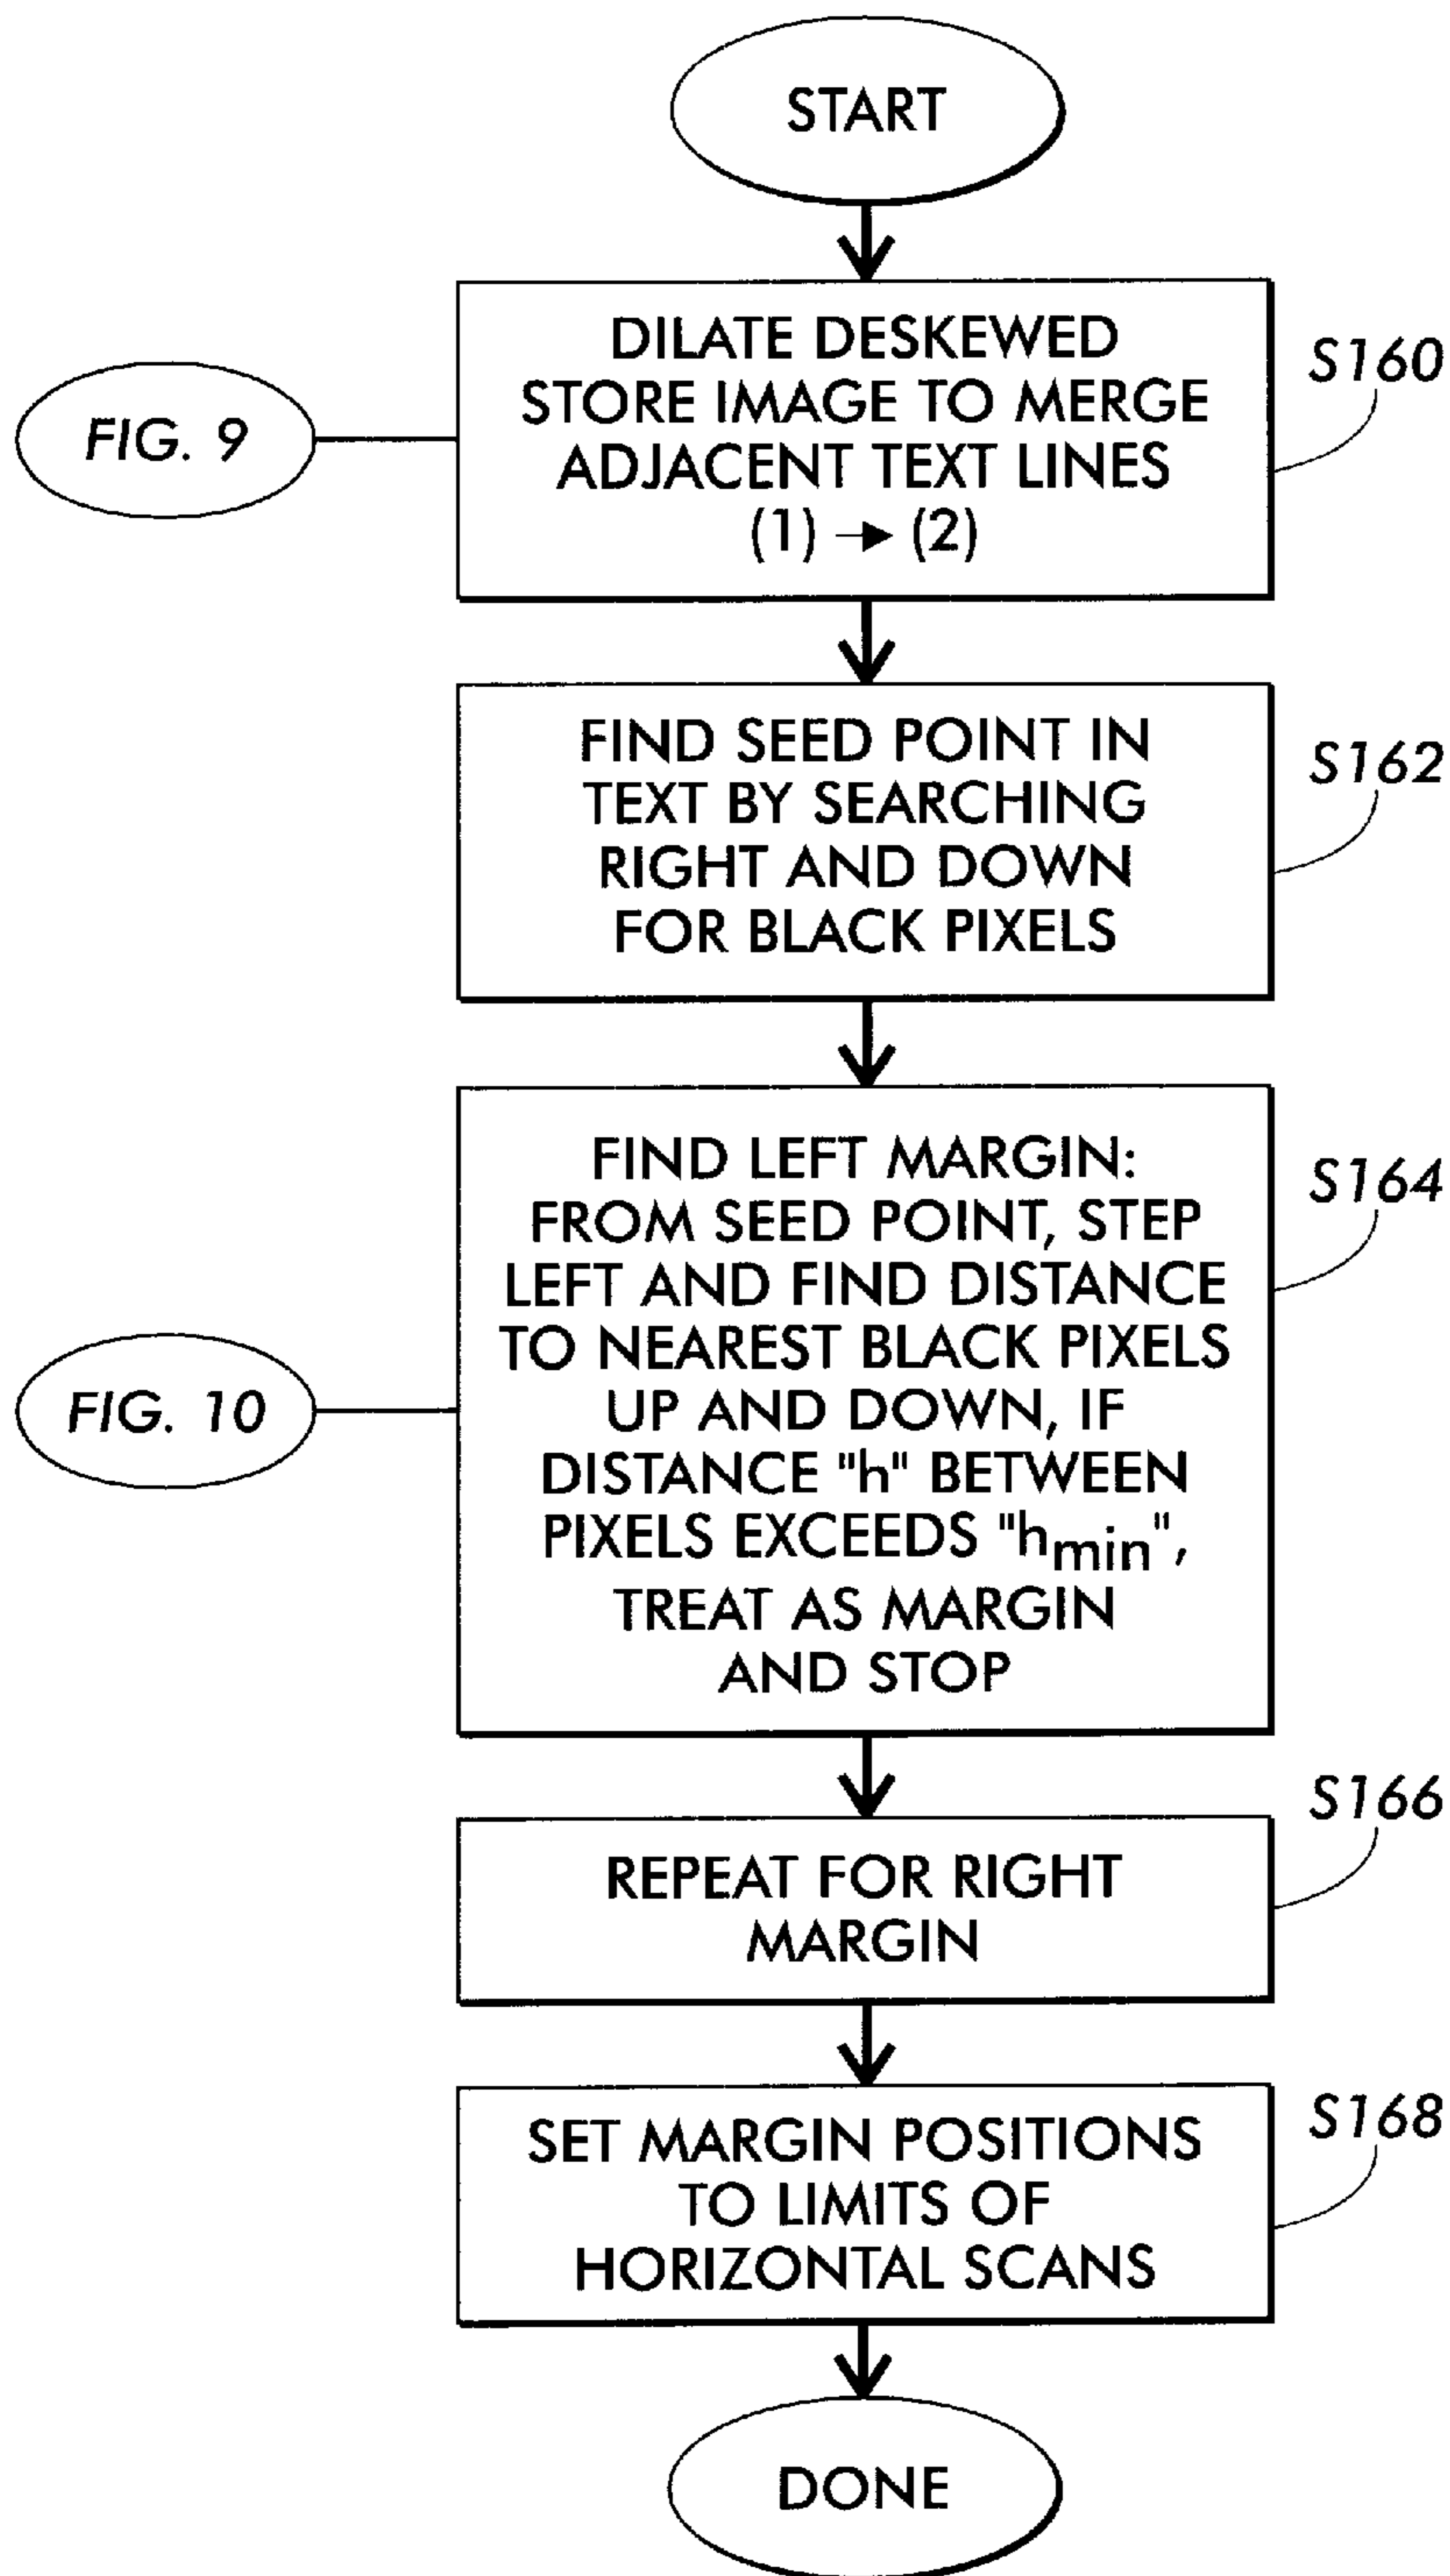 START
DILATE DESKEWED
STORE IMAGE TO MERGE
ADJACENT TEXT LINES
(1) → (2)
S160
FIG. 9
FIND SEED POINT IN
TEXT BY SEARCHING
RIGHT AND DOWN
FOR BLACK PIXELS
S162
FIND LEFT MARGIN:
FROM SEED POINT, STEP
LEFT AND FIND DISTANCE
TO NEAREST BLACK PIXELS
UP AND DOWN, IF
DISTANCE "h" BETWEEN
PIXELS EXCEEDS "hmin",
TREAT AS MARGIN
AND STOP
S164
FIG. 10
REPEAT FOR RIGHT
MARGIN
S166
SET MARGIN POSITIONS
TO LIMITS OF
HORIZONTAL SCANS
S168
DONE